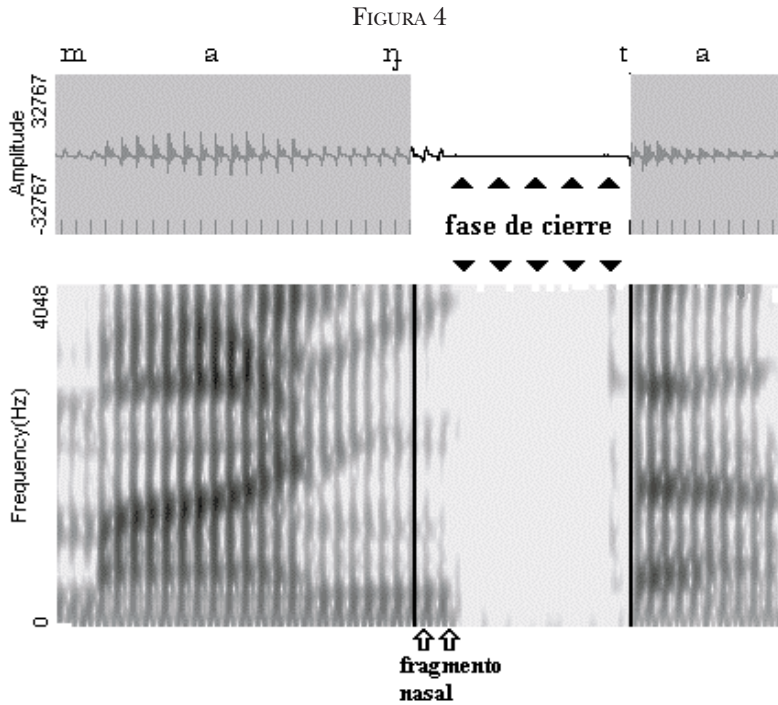 FIGURA 4
m a ɲ t a
Amplitude
32767
-32767
fase de cierre
Frequency(Hz)
4048
0
fragmento
nasal